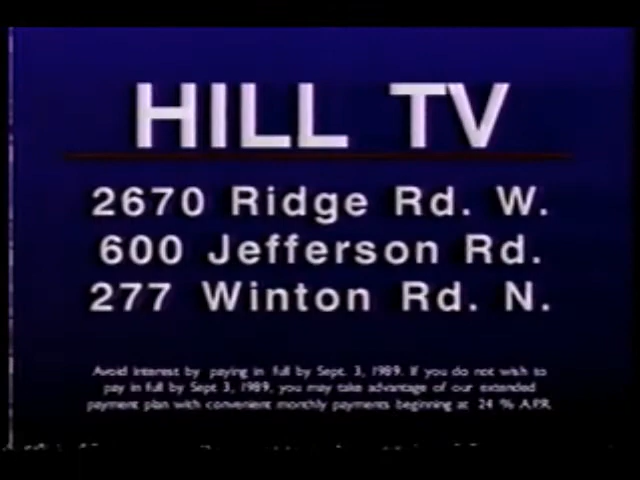 HILL TV
2670 Ridge Rd. W.
600 Jefferson Rd.
277 Winton Rd. N.
Avoid interest by paying in full by Sept. 3, 1989. If you do not wish to
pay in full by Sept 3, 1989, you may take advantage of our extended
payment plan with convenient monthly payments beginning at 24 % A.P.R.